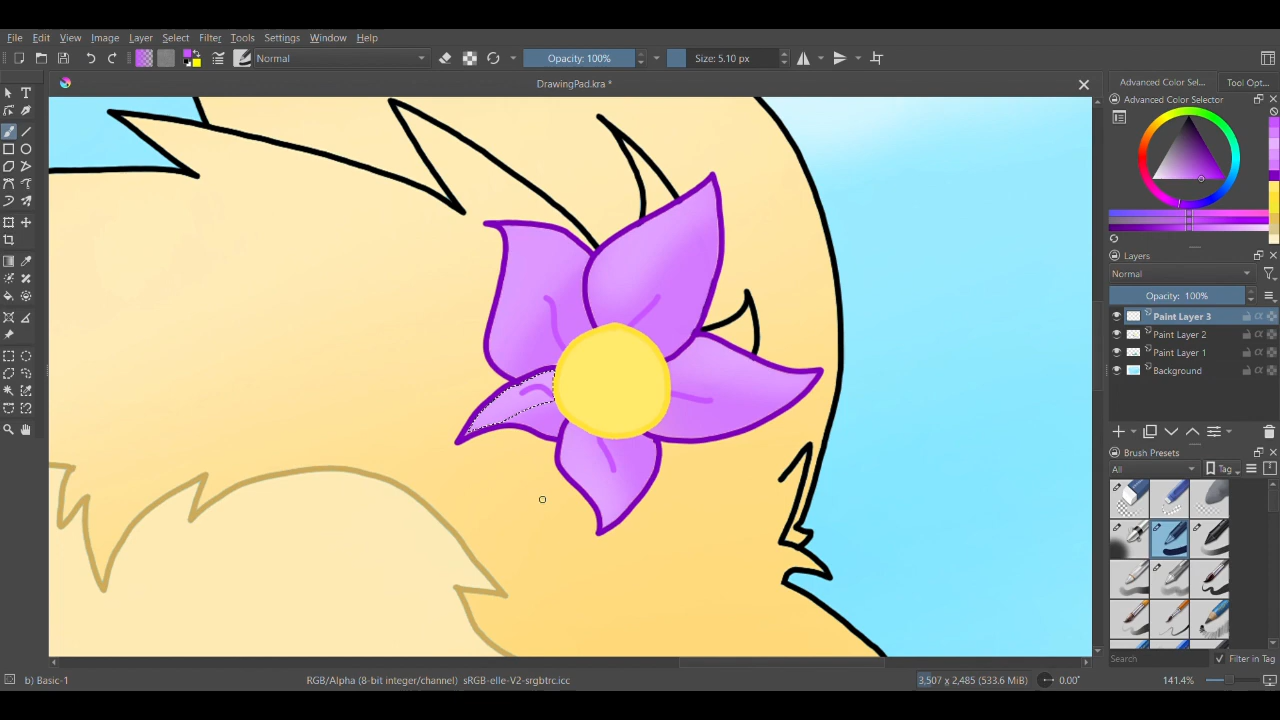 File Edit View Image Layer Select Filter Tools Settings Window Help
Normal Opacity: 100% Size: 5.10 px
DrawingPad.kra *
Advanced Color Sel... Tool Opt...
Advanced Color Selector
Layers
Normal
Opacity: 100%
Paint Layer 3
Paint Layer 2
Paint Layer 1
Background
Brush Presets
All Tag
Search Filter in Tag
b) Basic-1 RGB/Alpha (8-bit integer/channel) sRGB-elle-V2-srgbtrc.icc 3,507 x 2,485 (533.6 MiB) 0.00° 141.4%